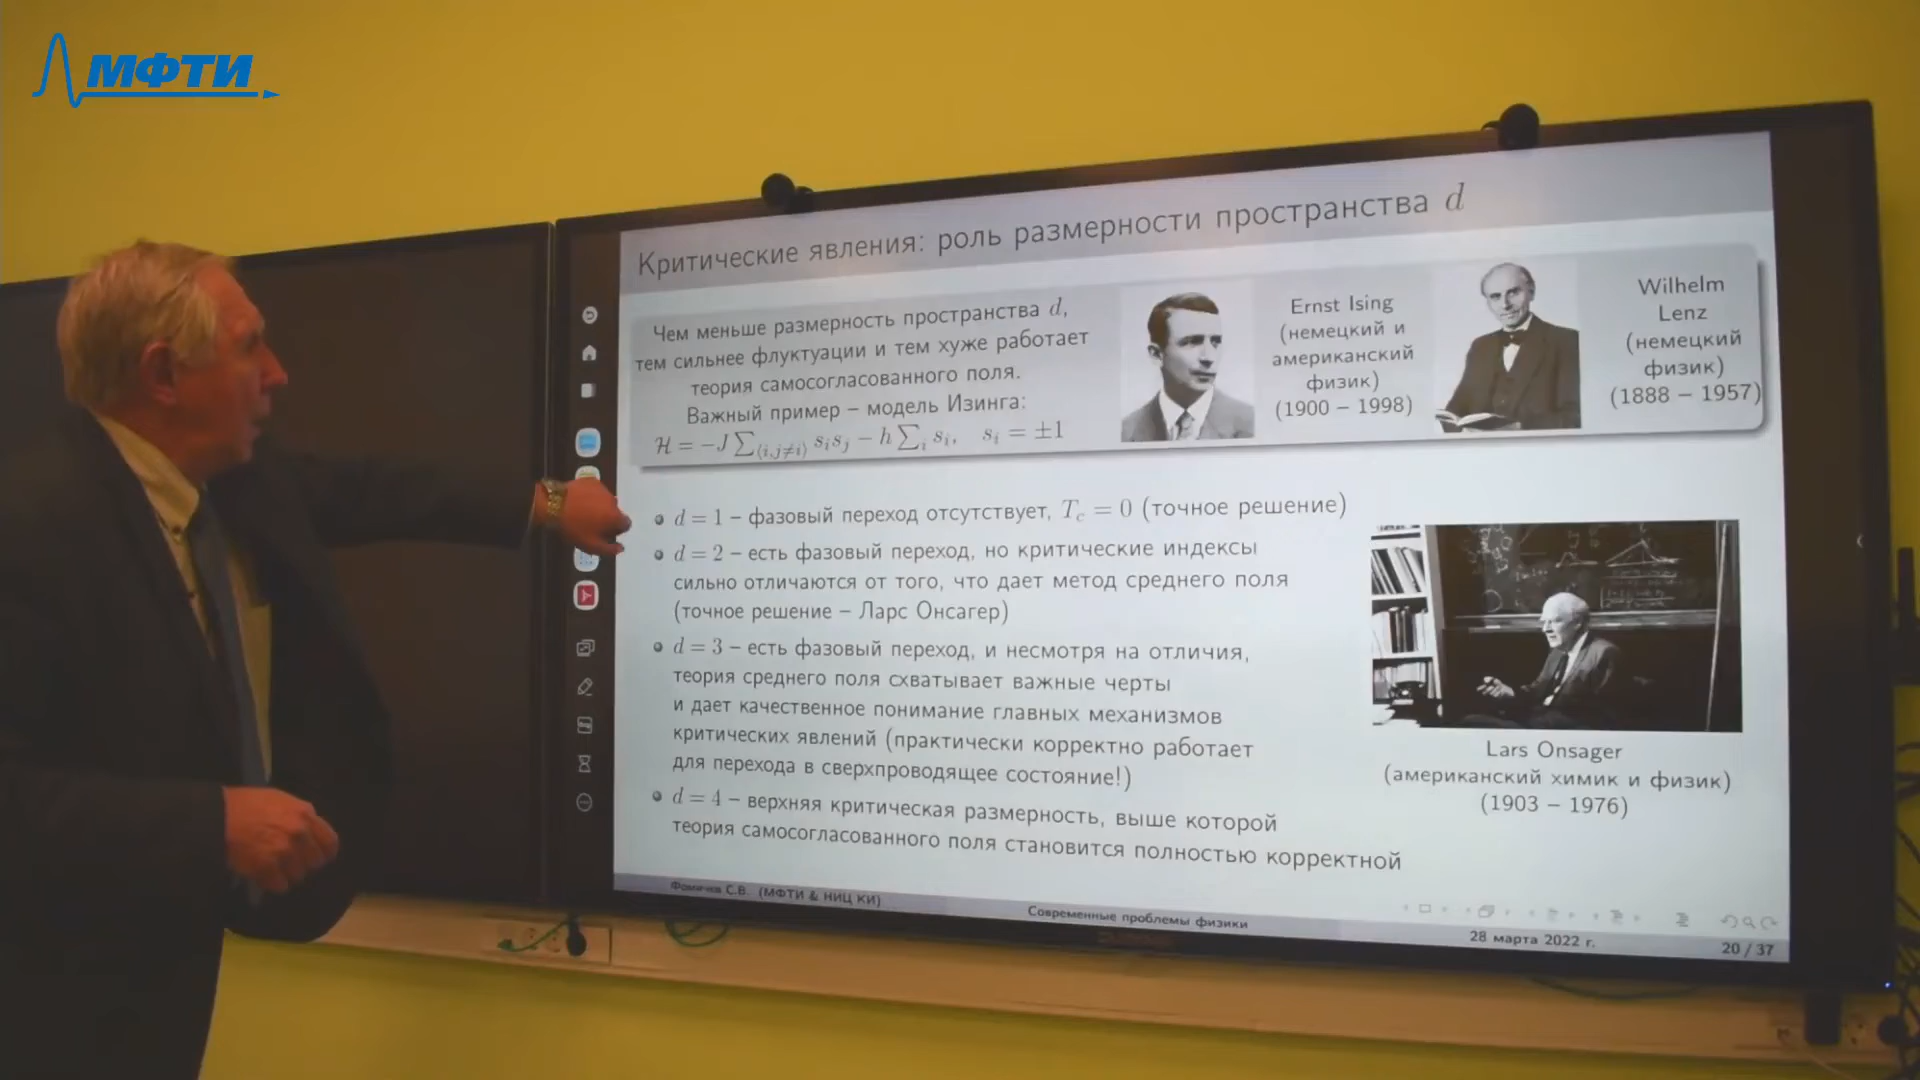 МФТИ
Критические явления: роль размерности пространства d
Чем меньше размерность пространства d,
тем сильнее флуктуации и тем хуже работает
теория самосогласованного поля.
Важный пример – модель Изинга:
ℋ = −J ∑⟨i,j≠i⟩ sᵢsⱼ − h ∑ᵢ sᵢ, sᵢ = ±1
Ernst Ising
(немецкий и
американский
физик)
(1900 – 1998)
Wilhelm
Lenz
(немецкий
физик)
(1888 – 1957)
d = 1 – фазовый переход отсутствует, T_c = 0 (точное решение)
d = 2 – есть фазовый переход, но критические индексы
сильно отличаются от того, что дает метод среднего поля
(точное решение – Ларс Онсагер)
d = 3 – есть фазовый переход, и несмотря на отличия,
теория среднего поля схватывает важные черты
и дает качественное понимание главных механизмов
критических явлений (практически корректно работает
для перехода в сверхпроводящее состояние!)
d = 4 – верхняя критическая размерность, выше которой
теория самосогласованного поля становится полностью корректной
Lars Onsager
(американский химик и физик)
(1903 – 1976)
Фомичев С.В. (МФТИ & НИЦ КИ)
Современные проблемы физики
28 марта 2022 г.
20 / 37